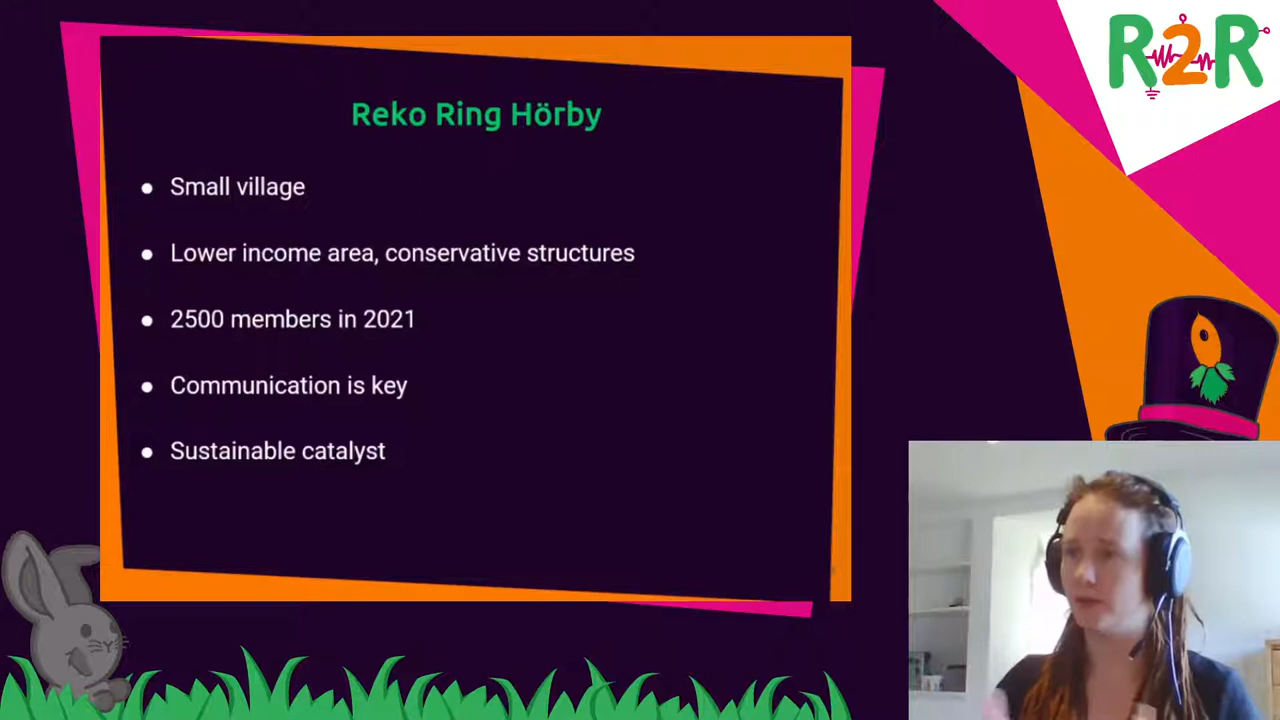 R2R
Reko Ring Hörby
Small village
Lower income area, conservative structures
2500 members in 2021
Communication is key
Sustainable catalyst